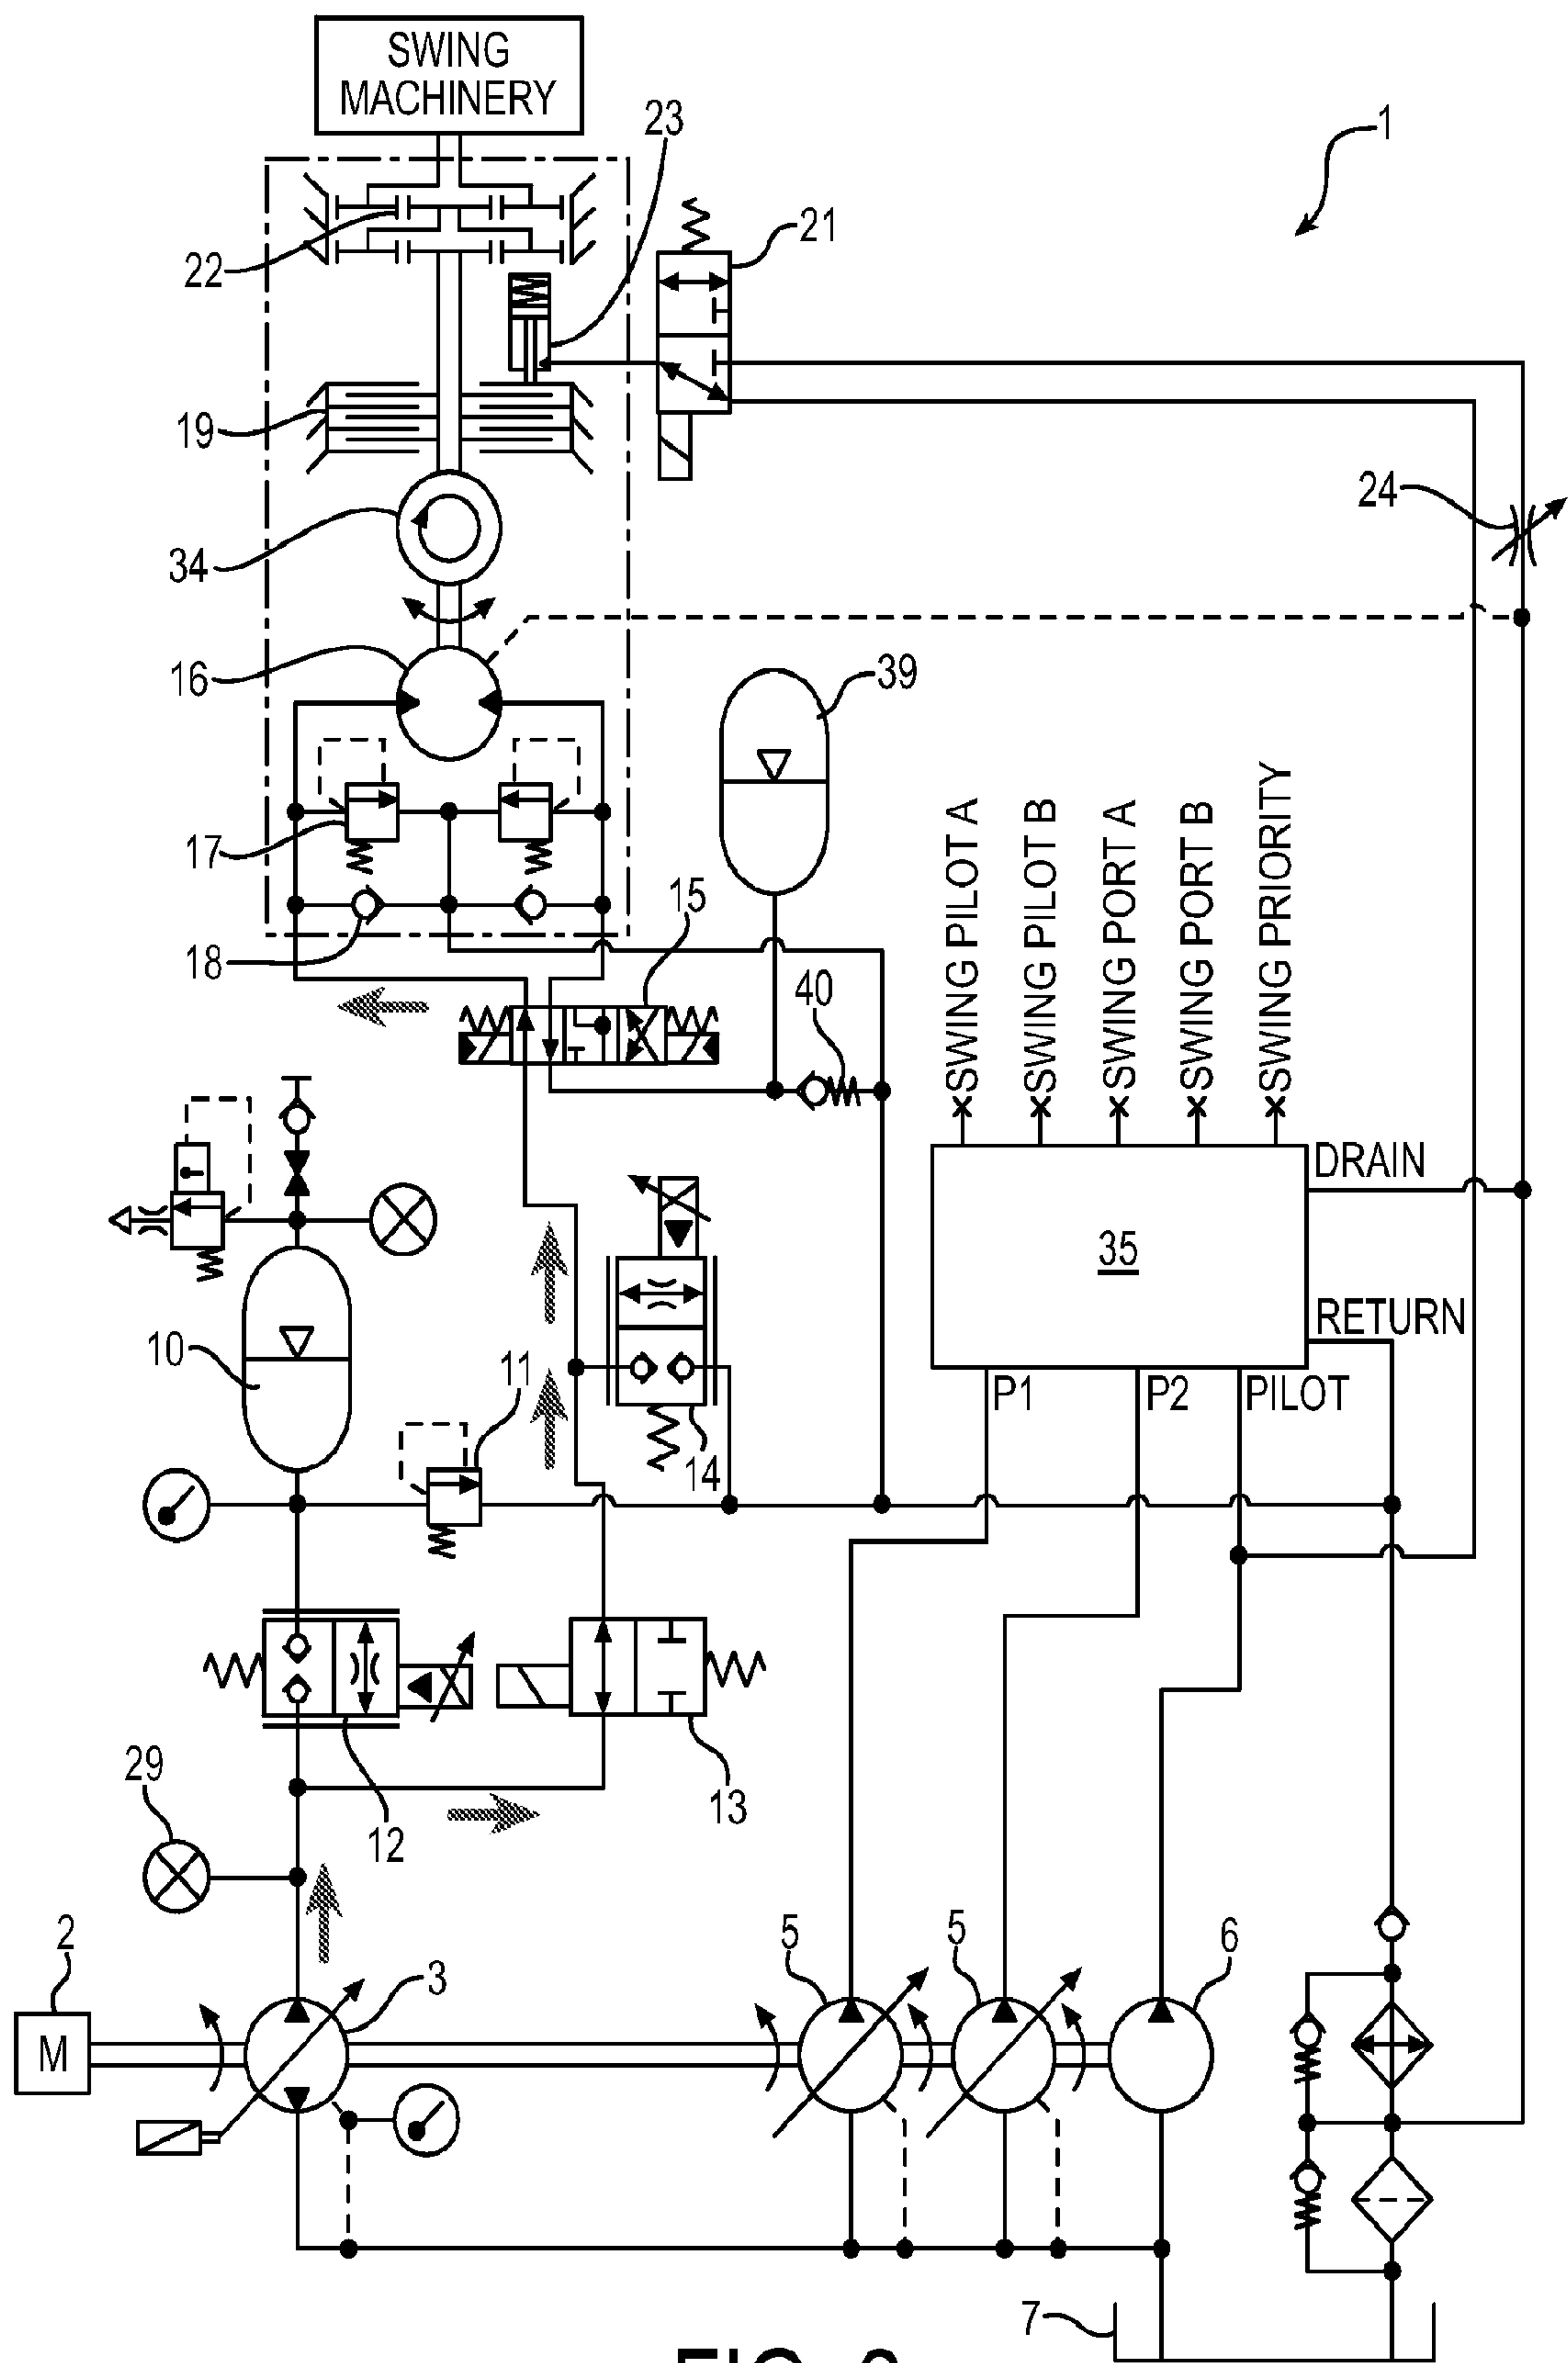 SWING
MACHINERY
23
1
21
22
19
24
34
16
39
17
15
18
40
SWING PILOT A
SWING PILOT B
SWING PORT A
SWING PORT B
SWING PRIORITY
DRAIN
35
RETURN
10
11
14
P1
P2
PILOT
29
12
13
2
M
3
5
5
6
7